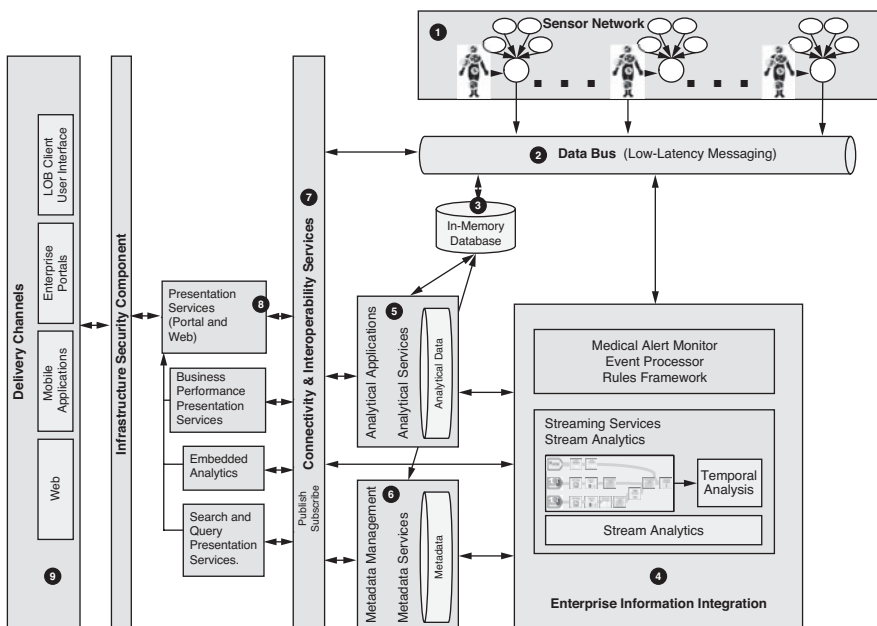 1
Sensor Network
2 Data Bus (Low-Latency Messaging)
3
In-Memory
Database
Delivery Channels
LOB Client
User Interface
Enterprise
Portals
Mobile
Applications
Web
9
Infrastructure Security Component
Presentation
Services
(Portal and
Web)
8
Business
Performance
Presentation
Services
Embedded
Analytics
Search and
Query
Presentation
Services.
7
Connectivity & Interoperability Services
Publish
Subscribe
5
Analytical Applications
Analytical Services
Analytical Data
6
Metadata Management
Metadata Services
Metadata
Medical Alert Monitor
Event Processor
Rules Framework
Streaming Services
Stream Analytics
Temporal
Analysis
Stream Analytics
4
Enterprise Information Integration